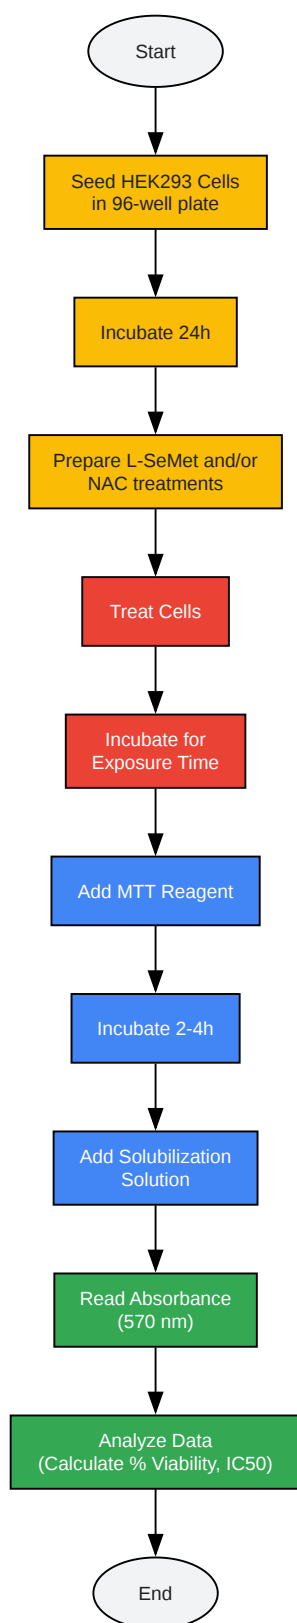 Start
Seed HEK293 Cells
in 96-well plate
Incubate 24h
Prepare L-SeMet and/or
NAC treatments
Treat Cells
Incubate for
Exposure Time
Add MTT Reagent
Incubate 2-4h
Add Solubilization
Solution
Read Absorbance
(570 nm)
Analyze Data
(Calculate % Viability, IC50)
End